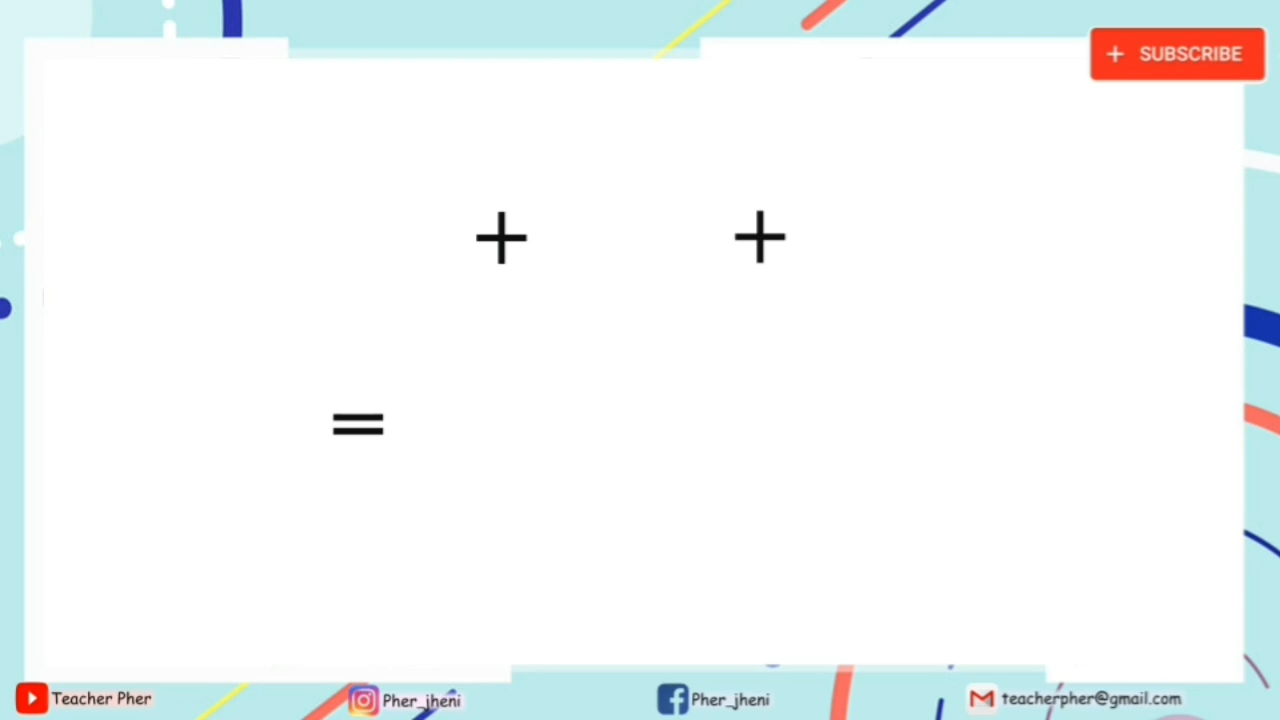 + SUBSCRIBE
+ +
=
Teacher Pher Pher_jheni Pher_jheni teacherpher@gmail.com